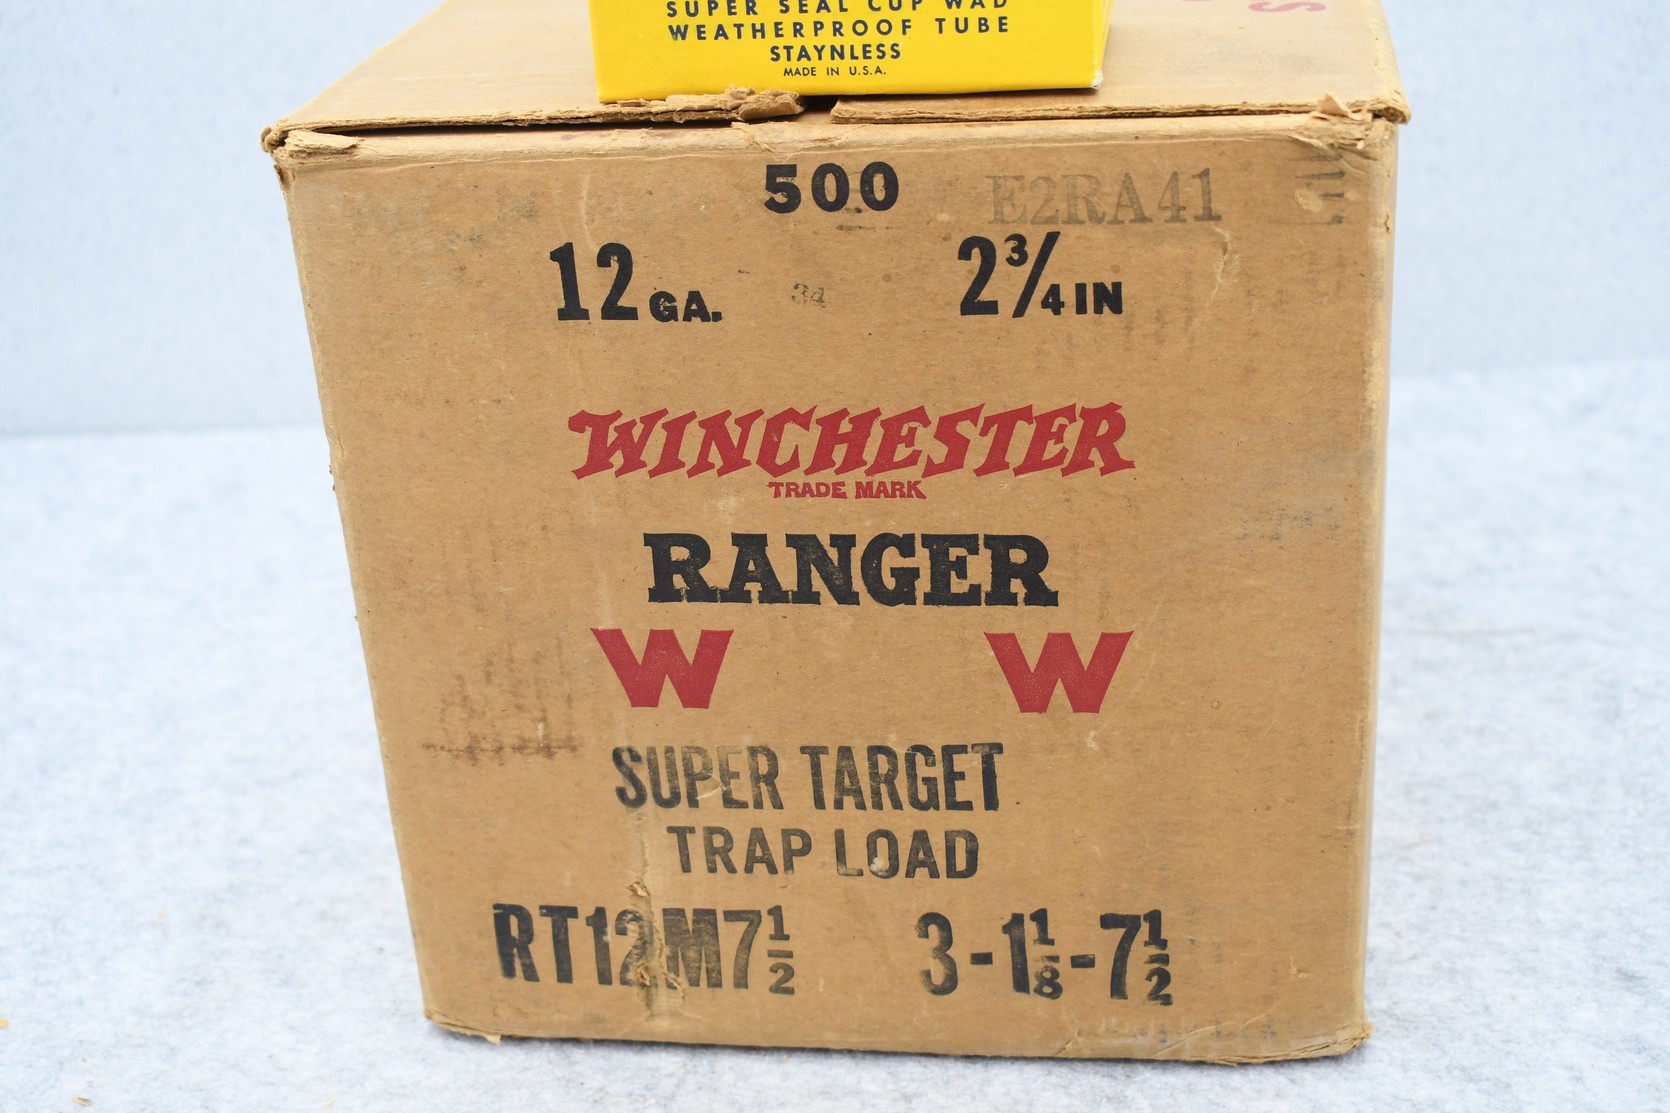 SUPER SEAL CUP WAD
WEATHERPROOF TUBE
STAYNLESS
MADE IN U.S.A.
S
500 E2RA41
12 GA. 34 2 3/4 IN
WINCHESTER
TRADE MARK
RANGER
W W
SUPER TARGET
TRAP LOAD
RT12M7 1/2 3-1 1/8-7 1/2